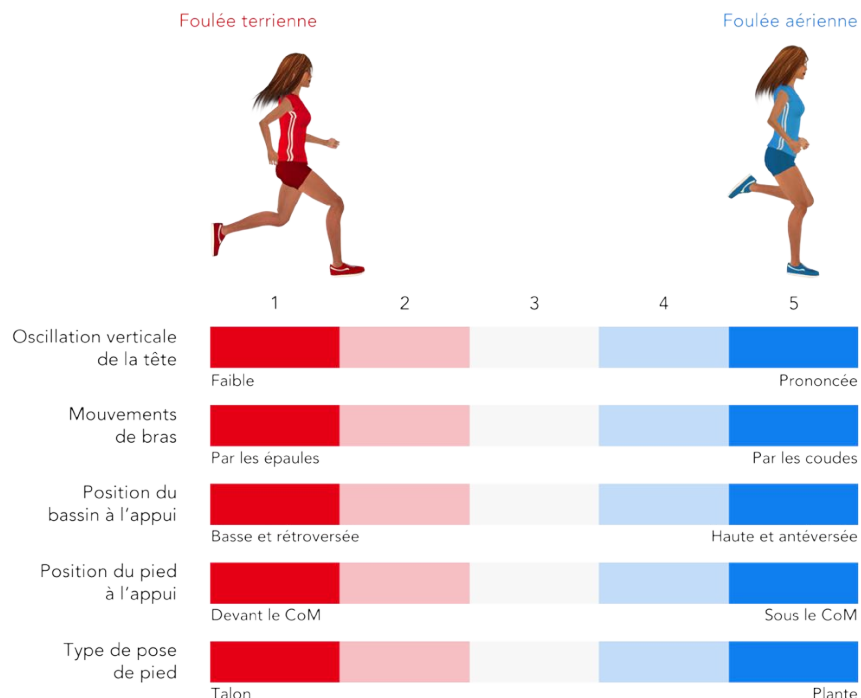 Foulée terrienne
Foulée aérienne
1 2 3 4 5
Oscillation verticale
de la tête
Faible
Prononcée
Mouvements
de bras
Par les épaules
Par les coudes
Position du
bassin à l'appui
Basse et rétroversée
Haute et antéversée
Position du pied
à l'appui
Devant le CoM
Sous le CoM
Type de pose
de pied
Talon
Plante